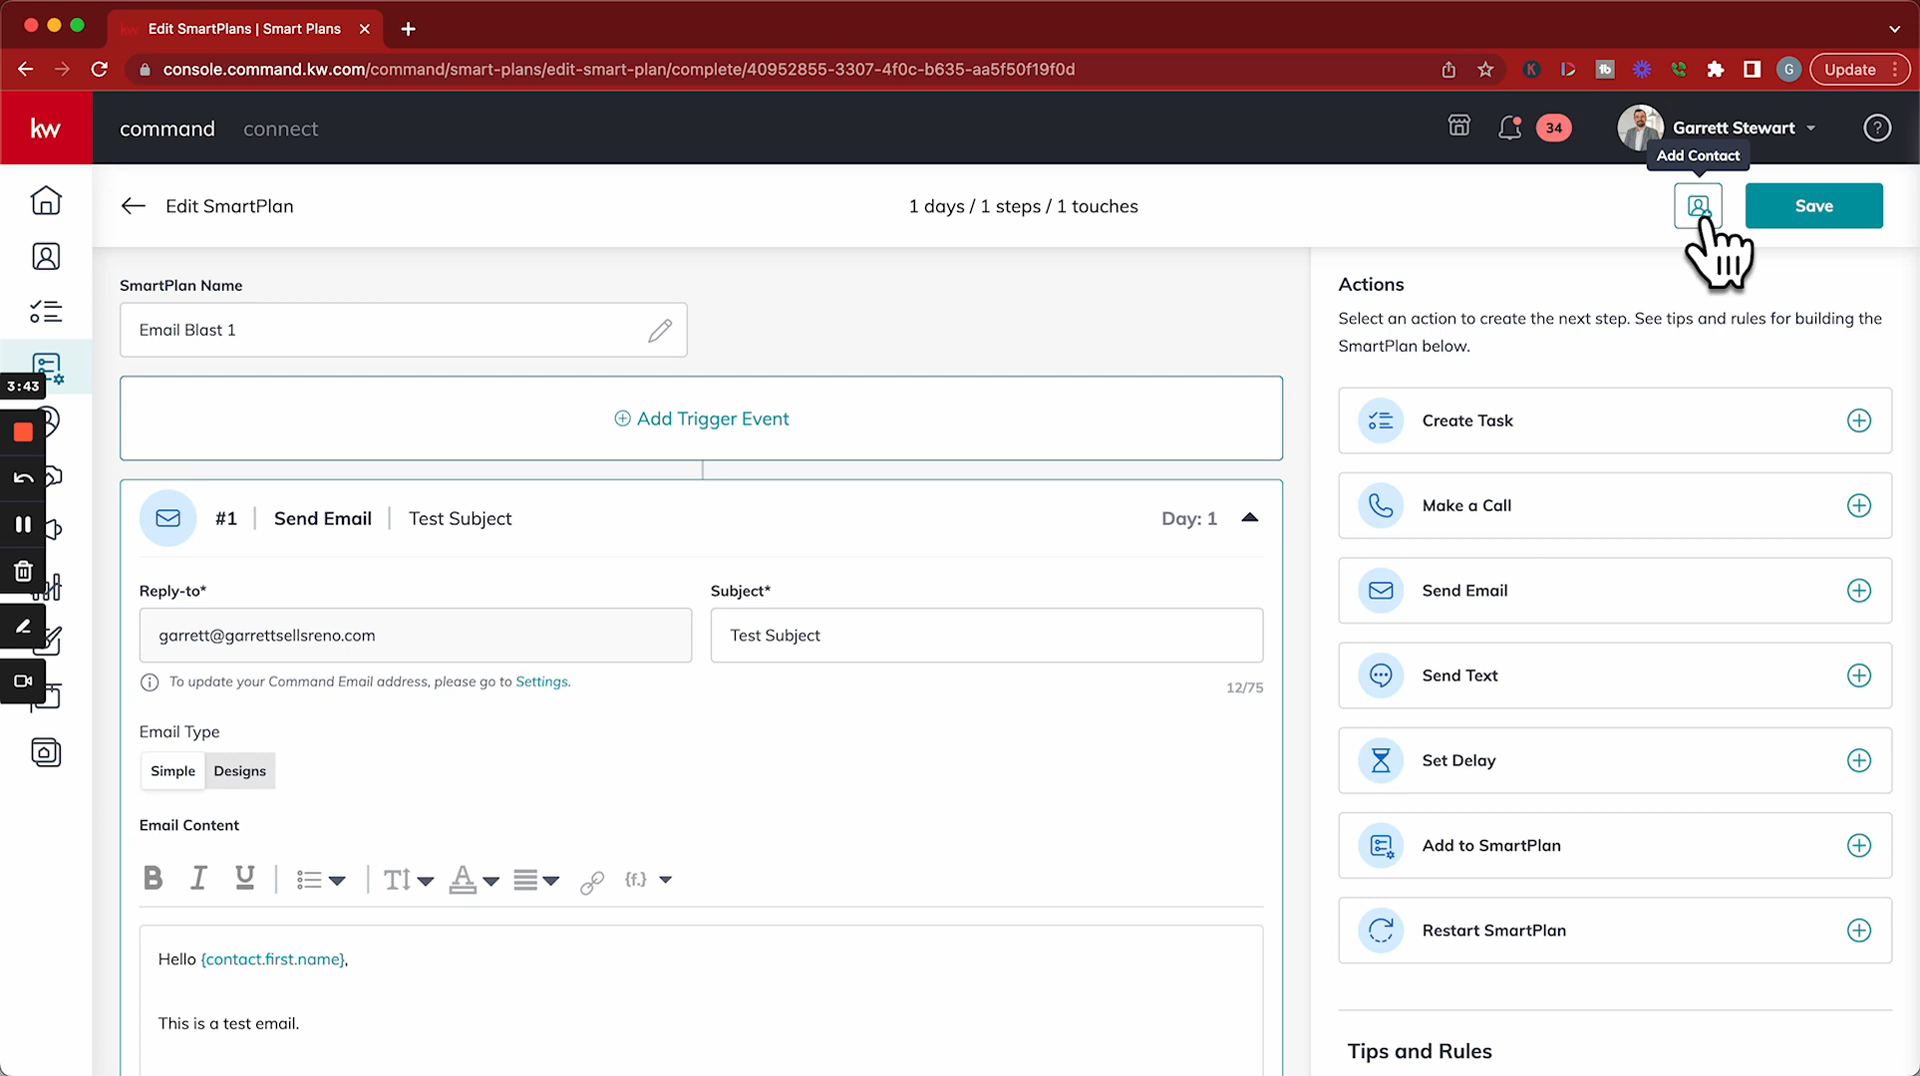 Edit SmartPlans | Smart Plans
console.command.kw.com/command/smart-plans/edit-smart-plan/complete/40952855-3307-4f0c-b635-aa5f50f19f0d
K
tb
G
Update
kw
command
connect
34
Garrett Stewart
Add Contact
Edit SmartPlan
1 days / 1 steps / 1 touches
Save
SmartPlan Name
Email Blast 1
3:43
Add Trigger Event
#1
Send Email
Test Subject
Day: 1
Reply-to*
Subject*
garrett@garrettsellsreno.com
Test Subject
To update your Command Email address, please go to Settings.
12/75
Email Type
Simple
Designs
Email Content
B I U
{f.}
Hello {contact.first.name},
This is a test email.
Actions
Select an action to create the next step. See tips and rules for building the
SmartPlan below.
Create Task
Make a Call
Send Email
Send Text
Set Delay
Add to SmartPlan
Restart SmartPlan
Tips and Rules